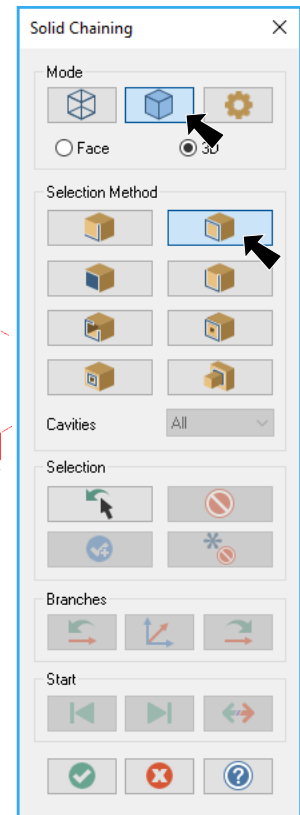 Solid Chaining
Mode
Face
3D
Selection Method
Cavities All
Selection
Branches
Start